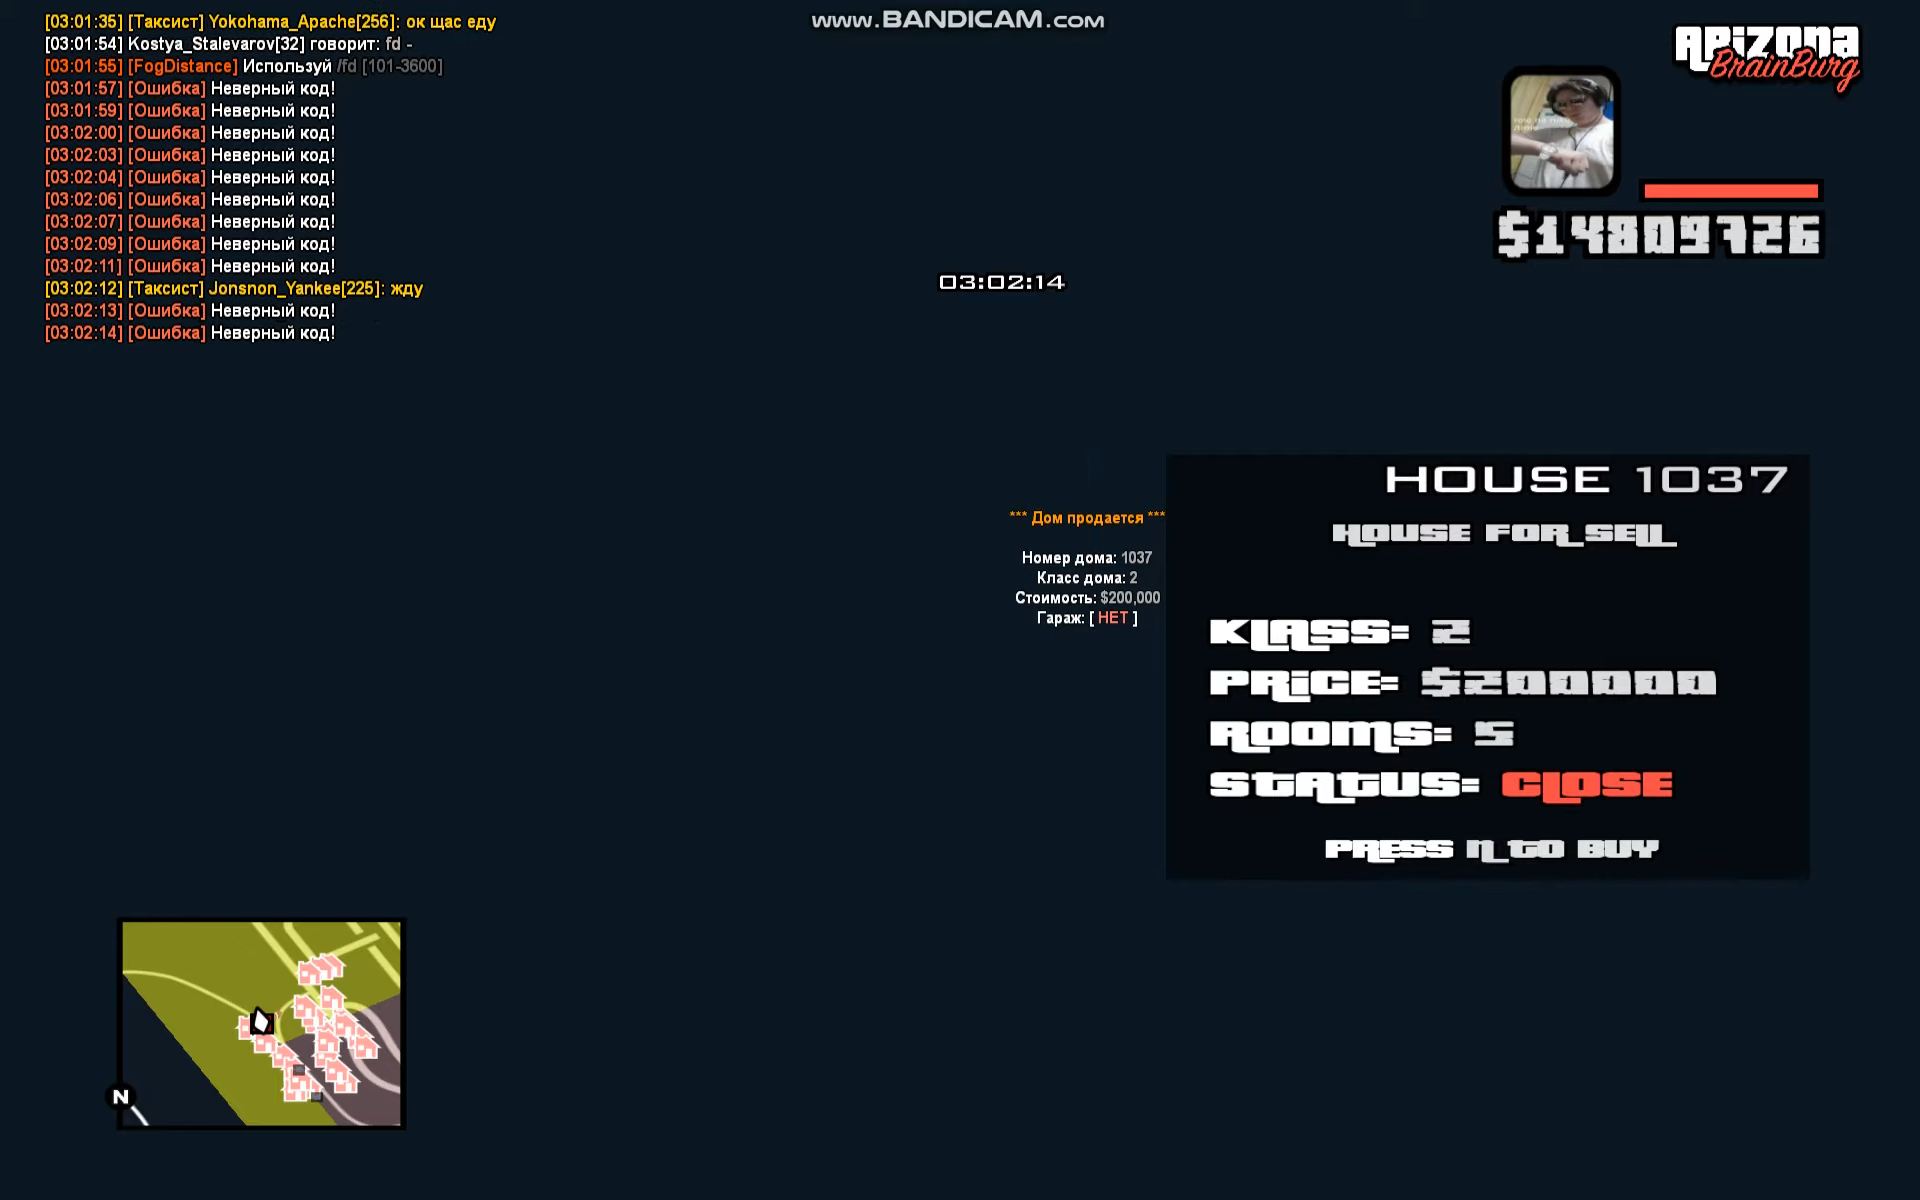 [03:01:35] [Таксист] Yokohama_Apache[256]: ок щас еду
[03:01:54] Kostya_Stalevarov[32] говорит: fd -
[03:01:55] [FogDistance] Используй /fd [101-3600]
[03:01:57] [Ошибка] Неверный код!
[03:01:59] [Ошибка] Неверный код!
[03:02:00] [Ошибка] Неверный код!
[03:02:03] [Ошибка] Неверный код!
[03:02:04] [Ошибка] Неверный код!
[03:02:06] [Ошибка] Неверный код!
[03:02:07] [Ошибка] Неверный код!
[03:02:09] [Ошибка] Неверный код!
[03:02:11] [Ошибка] Неверный код!
[03:02:12] [Таксист] Jonsnon_Yankee[225]: жду
[03:02:13] [Ошибка] Неверный код!
[03:02:14] [Ошибка] Неверный код!
www.BANDICAM.com
Arizona
BrainBurg
$14809726
03:02:14
*** Дом продается ***
Номер дома: 1037
Класс дома: 2
Стоимость: $200,000
Гараж: [ НЕТ ]
HOUSE 1037
HOUSE FOR SELL
KLASS: 2
PRICE: $200000
ROOMS: 5
STATUS: CLOSE
PRESS N TO BUY
N